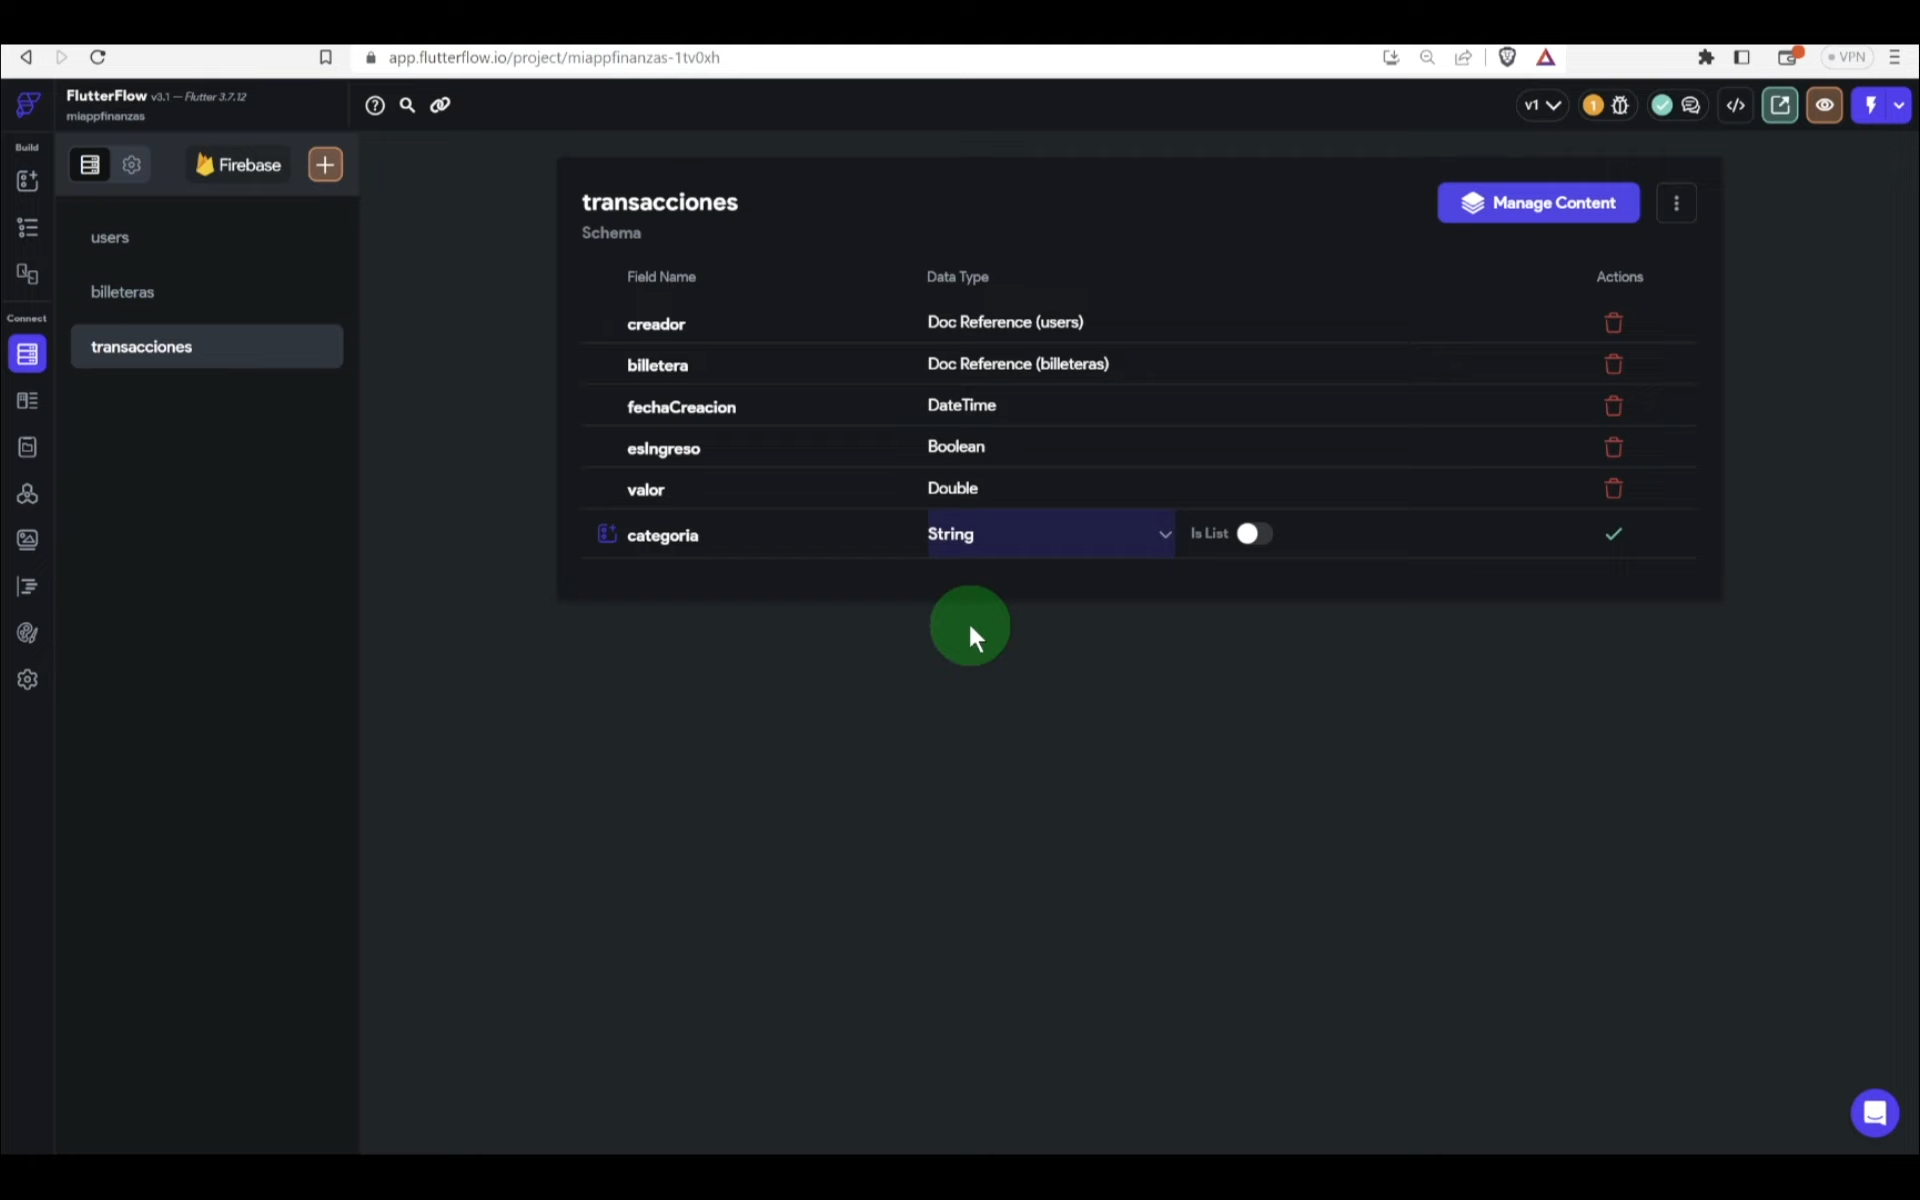 app.flutterflow.io/project/miappfinanzas-1tv0xh
VPN
FlutterFlow v3.1 — Flutter 3.7.12
miappfinanzas
v1
1
Build
Firebase
users
billeteras
Connect
transacciones
transacciones
Manage Content
Schema
Field Name Data Type Actions
creador Doc Reference (users)
billetera Doc Reference (billeteras)
fechaCreacion DateTime
esIngreso Boolean
valor Double
categoria String Is List